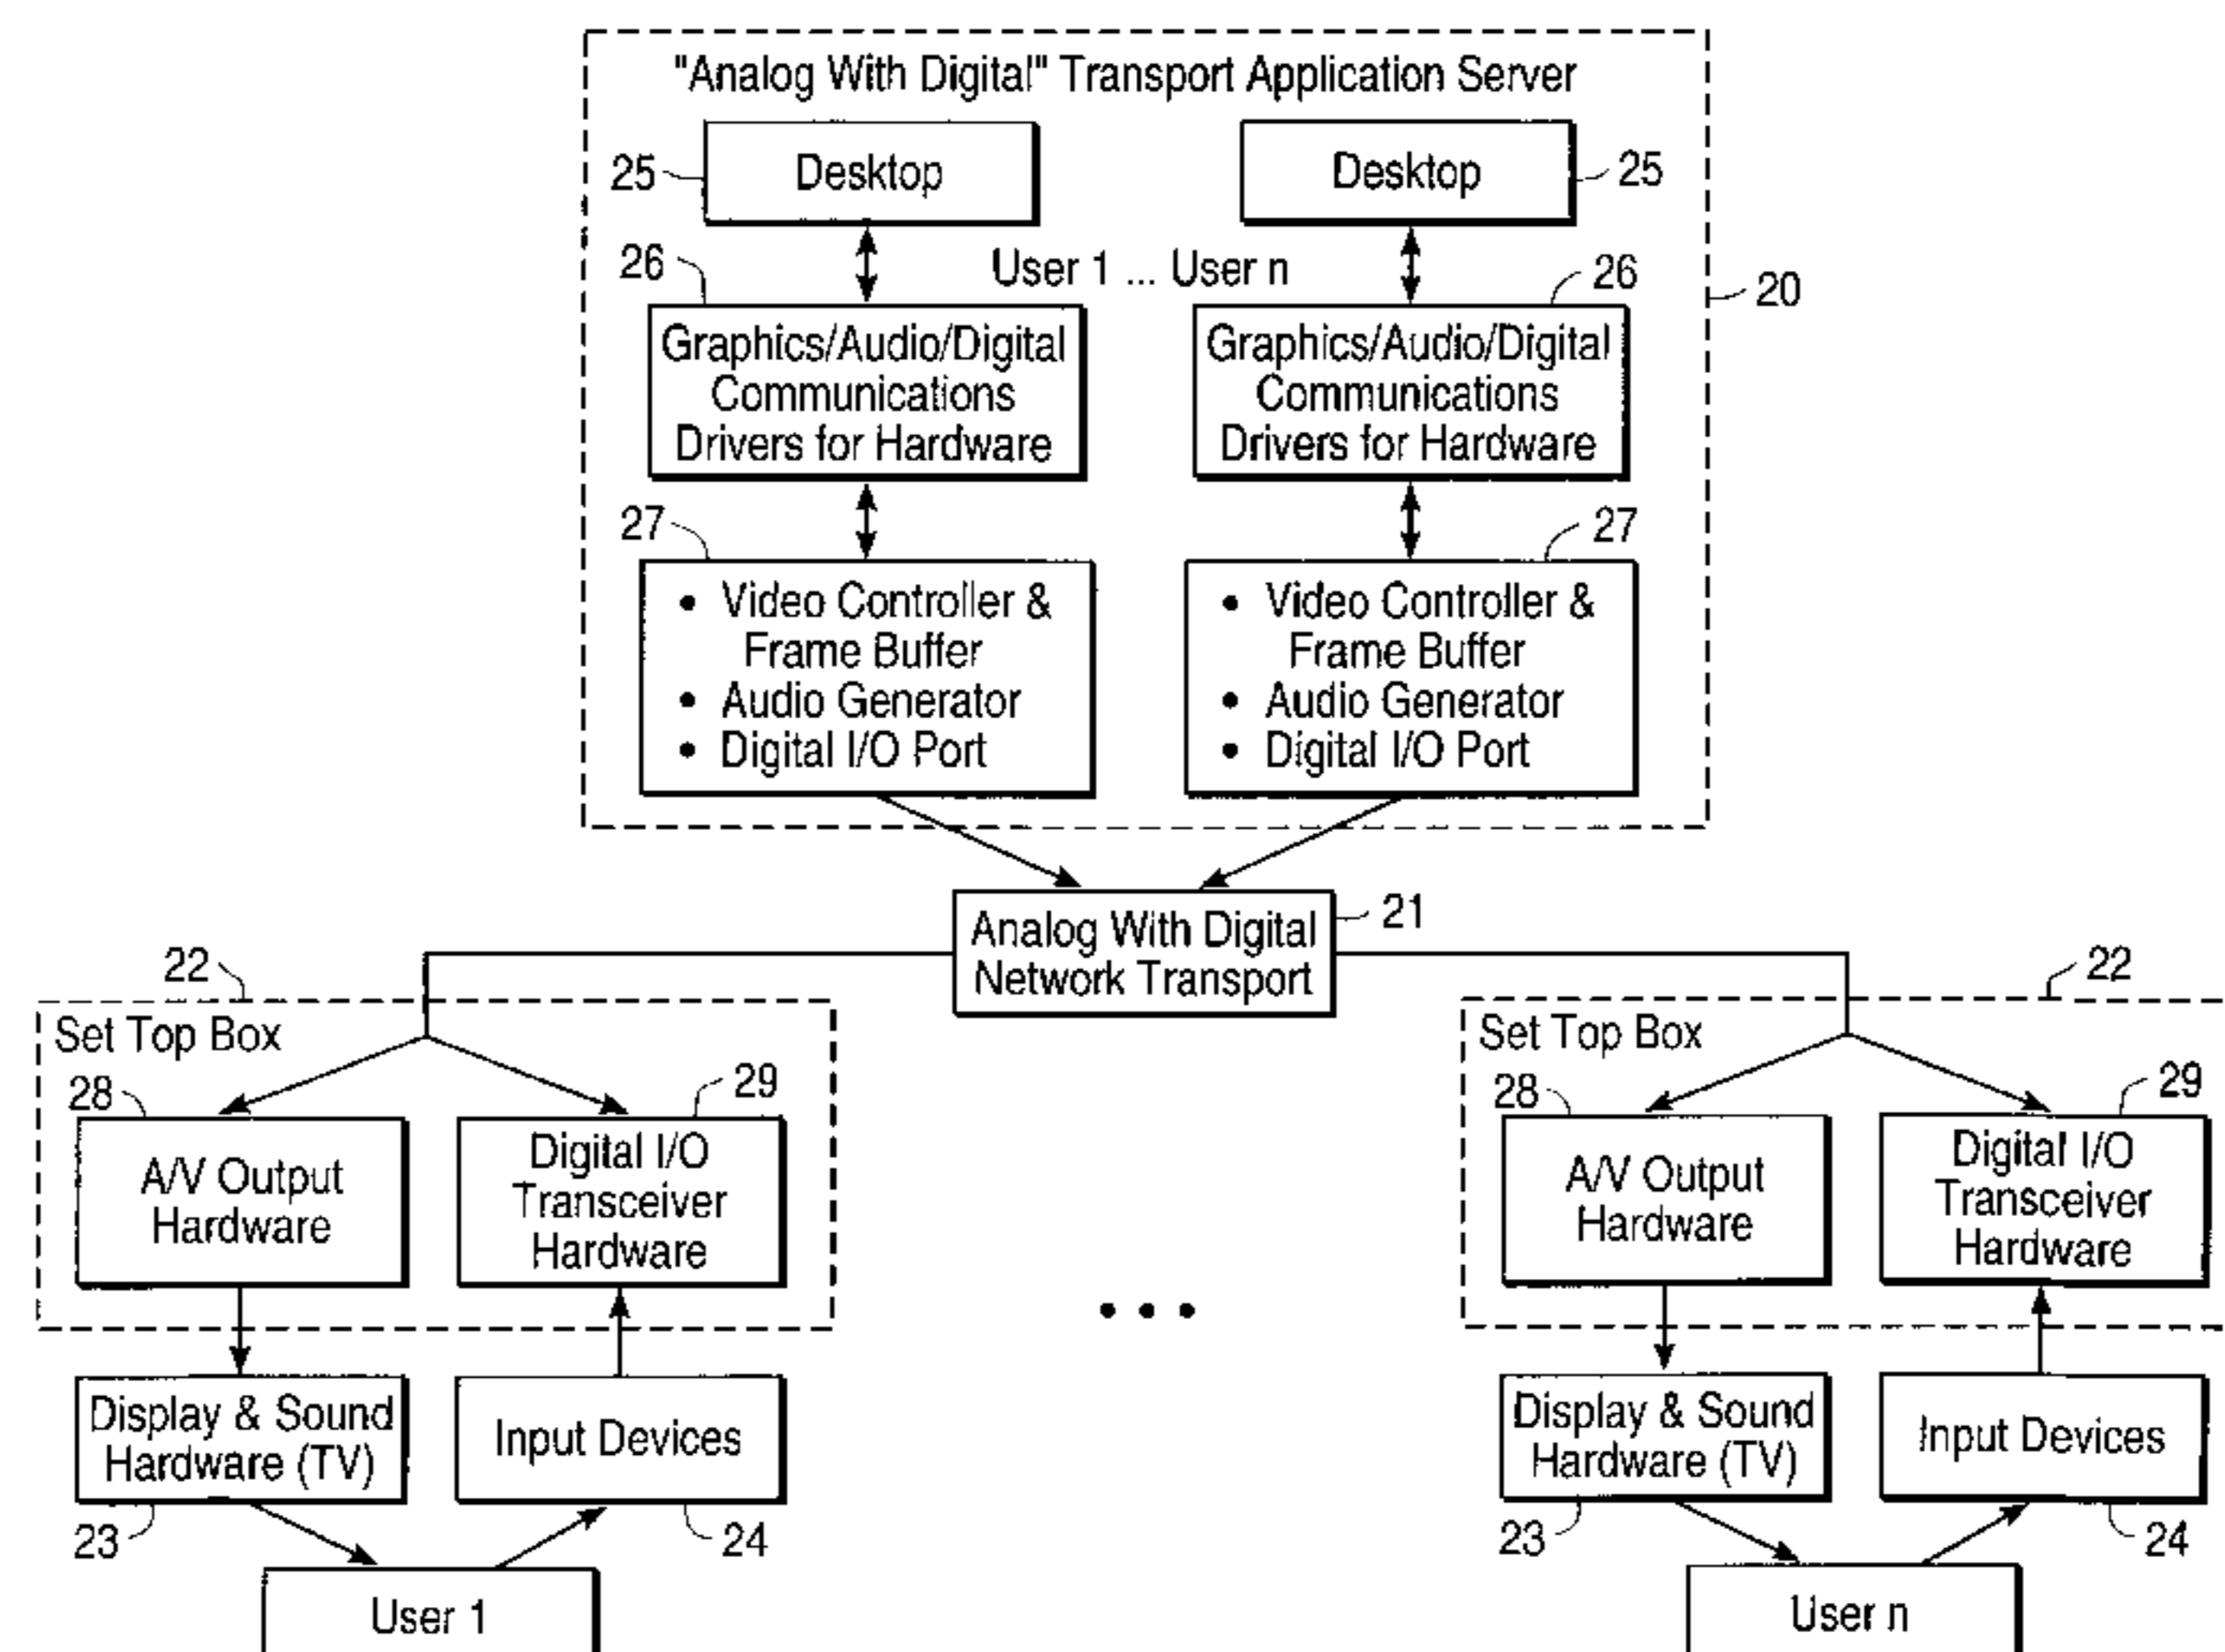 "Analog With Digital" Transport Application Server
25
Desktop
Desktop
25
26
User 1 ... User n
26
20
Graphics/Audio/Digital
Communications
Drivers for Hardware
Graphics/Audio/Digital
Communications
Drivers for Hardware
27
27
• Video Controller &
Frame Buffer
• Audio Generator
• Digital I/O Port
• Video Controller &
Frame Buffer
• Audio Generator
• Digital I/O Port
Analog With Digital
Network Transport
21
22
Set Top Box
28
29
A/V Output
Hardware
Digital I/O
Transceiver
Hardware
Display & Sound
Hardware (TV)
Input Devices
23
24
User 1
• • •
22
Set Top Box
28
29
A/V Output
Hardware
Digital I/O
Transceiver
Hardware
Display & Sound
Hardware (TV)
Input Devices
23
24
User n